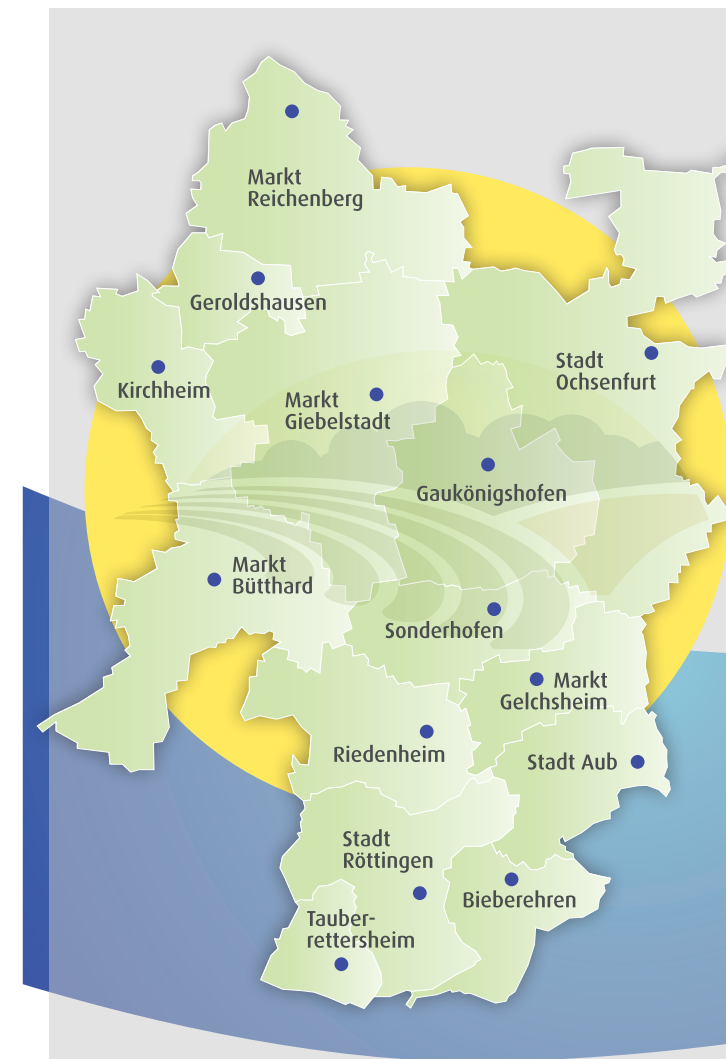 Markt
Reichenberg
Geroldshausen
Kirchheim
Markt
Giebelstadt
Stadt
Ochsenfurt
Gaukönigshofen
Markt
Bütthard
Sonderhofen
Markt
Gelchsheim
Riedenheim
Stadt Aub
Stadt
Röttingen
Bieberehren
Tauber-
rettersheim